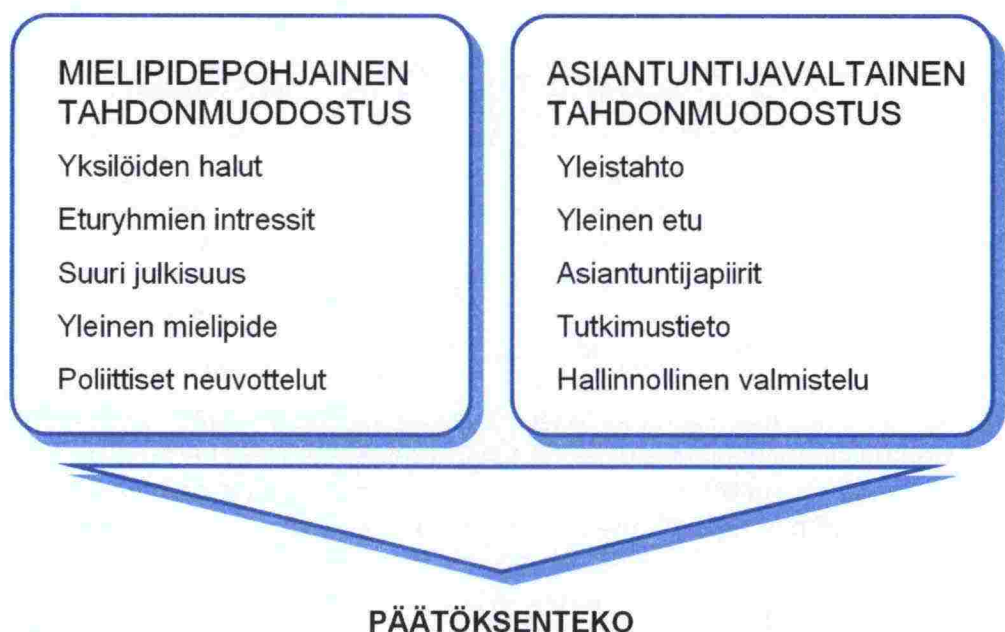 MIELIPIDEPOHJAINEN
TAHDONMUODOSTUS
Yksilöiden halut
Eturyhmien intressit
Suuri julkisuus
Yleinen mielipide
Poliittiset neuvottelut
ASIANTUNTIJAVALTAINEN
TAHDONMUODOSTUS
Yleistahto
Yleinen etu
Asiantuntijapiirit
Tutkimustieto
Hallinnollinen valmistelu
PÄÄTÖKSENTEKO